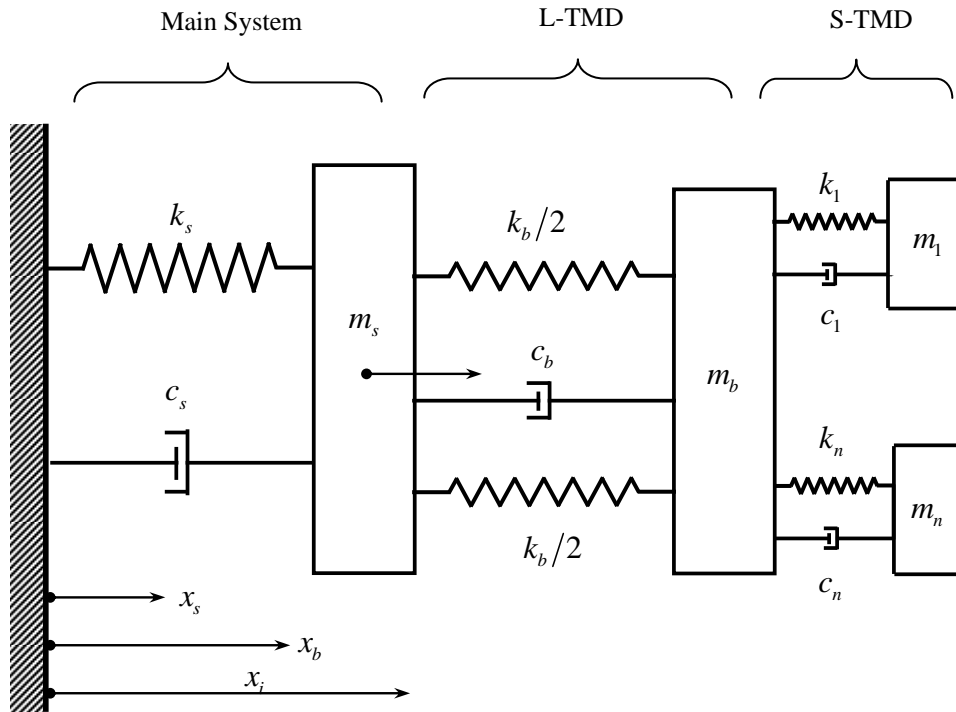 Main System
L-TMD
S-TMD
k_s
k_b/2
k_1
m_1
m_s
c_1
c_b
m_b
c_s
k_n
m_n
k_b/2
c_n
x_s
x_b
x_i